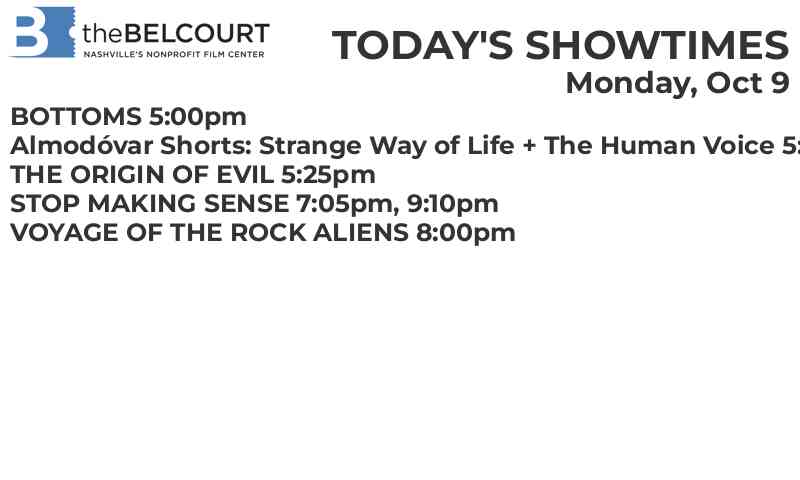 B theBELCOURT
NASHVILLE'S NONPROFIT FILM CENTER
TODAY'S SHOWTIMES
Monday, Oct 9
BOTTOMS 5:00pm
Almodóvar Shorts: Strange Way of Life + The Human Voice 5:
THE ORIGIN OF EVIL 5:25pm
STOP MAKING SENSE 7:05pm, 9:10pm
VOYAGE OF THE ROCK ALIENS 8:00pm